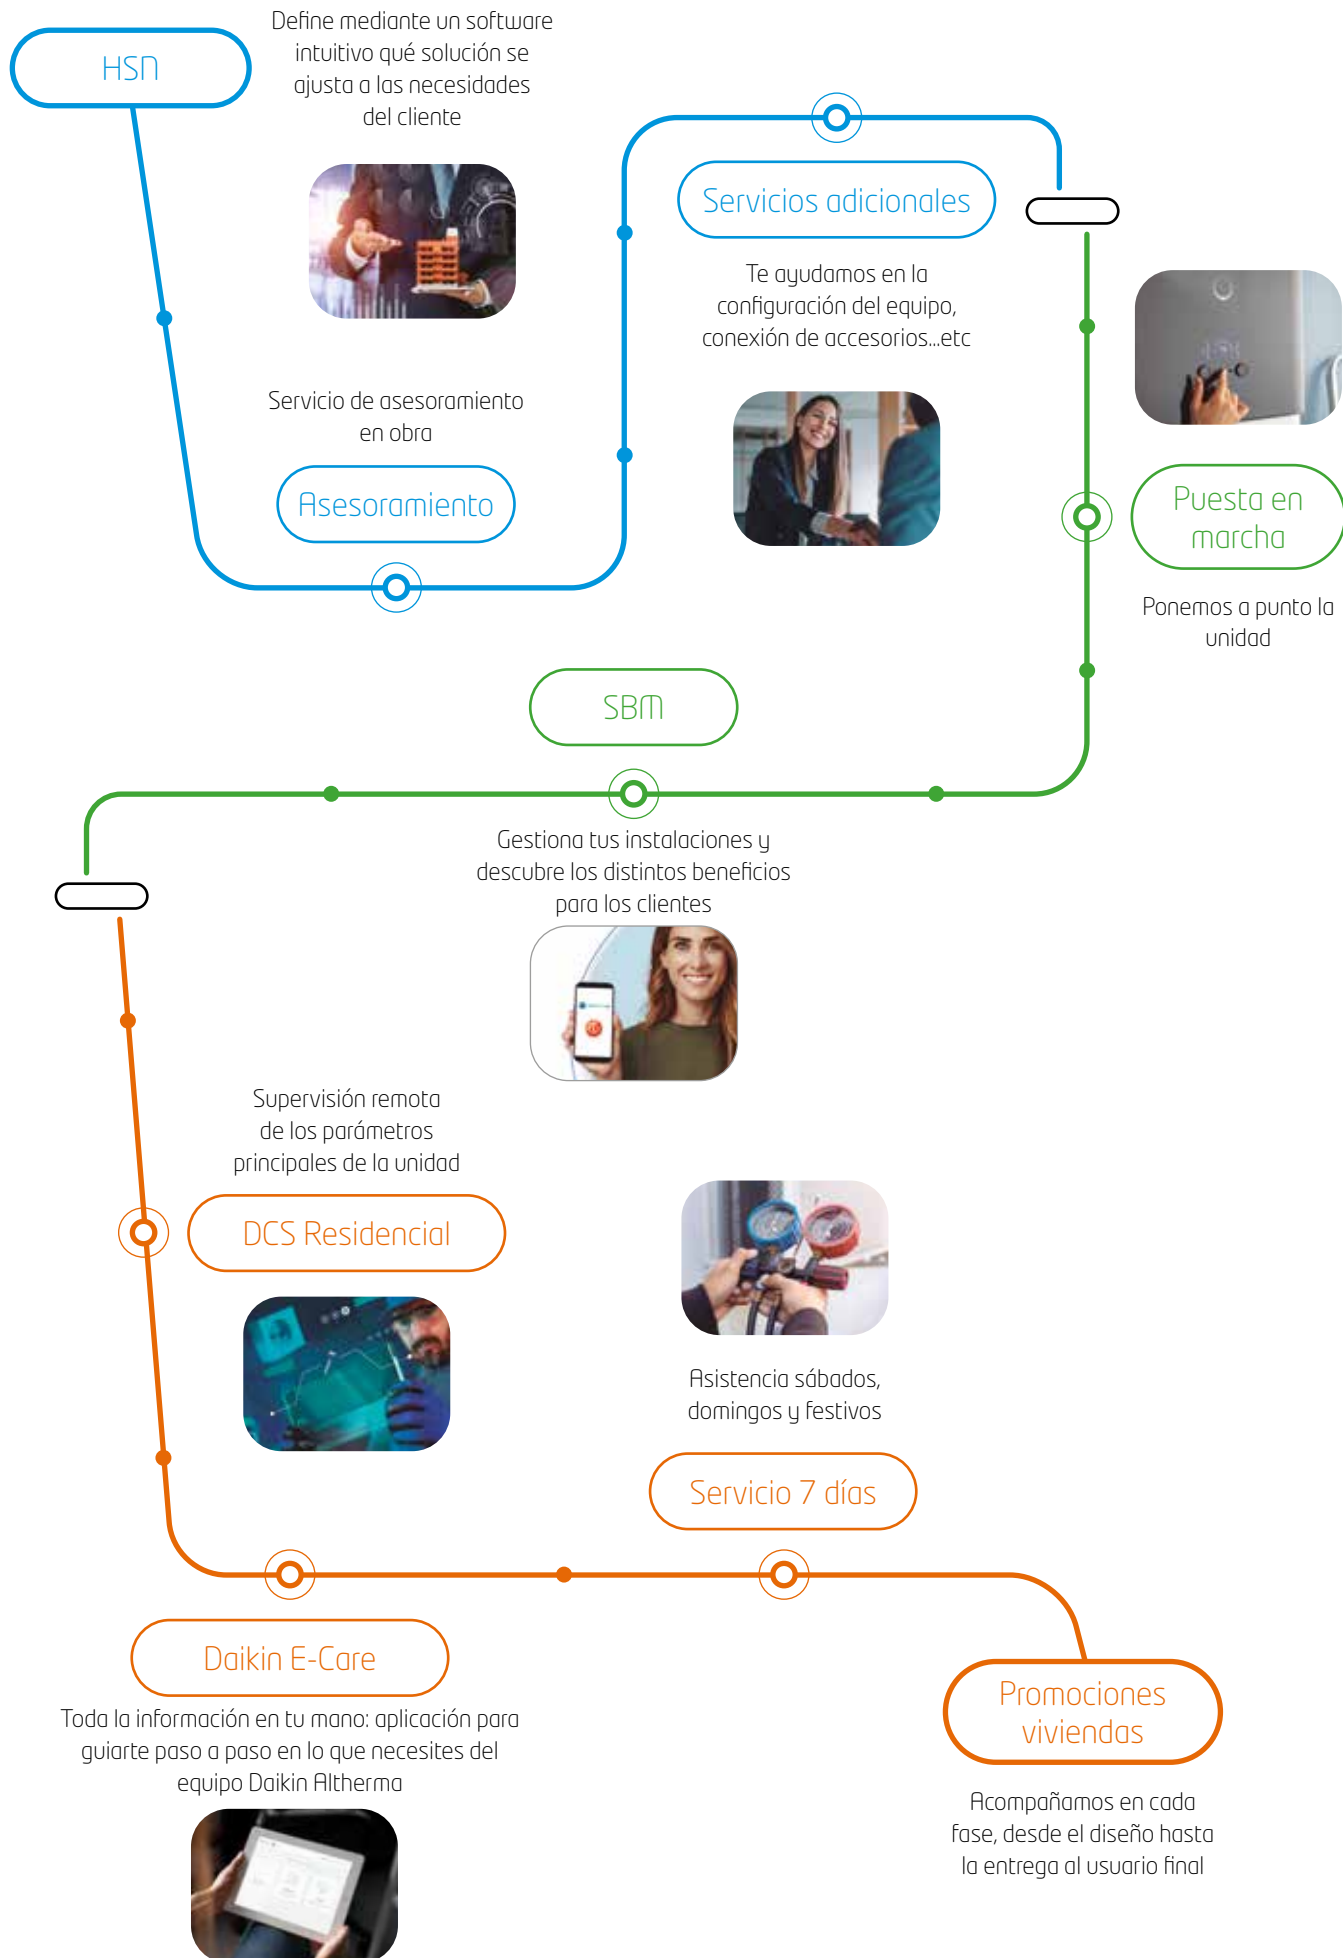 HSN
Define mediante un software
intuitivo qué solución se
ajusta a las necesidades
del cliente
Servicio de asesoramiento
en obra
Asesoramiento
Servicios adicionales
Te ayudamos en la
configuración del equipo,
conexión de accesorios...etc
Puesta en
marcha
Ponemos a punto la
unidad
SBM
Gestiona tus instalaciones y
descubre los distintos beneficios
para los clientes
Supervisión remota
de los parámetros
principales de la unidad
DCS Residencial
Asistencia sábados,
domingos y festivos
Servicio 7 días
Daikin E-Care
Toda la información en tu mano: aplicación para
guiarte paso a paso en lo que necesites del
equipo Daikin Altherma
Promociones
viviendas
Acompañamos en cada
fase, desde el diseño hasta
la entrega al usuario final